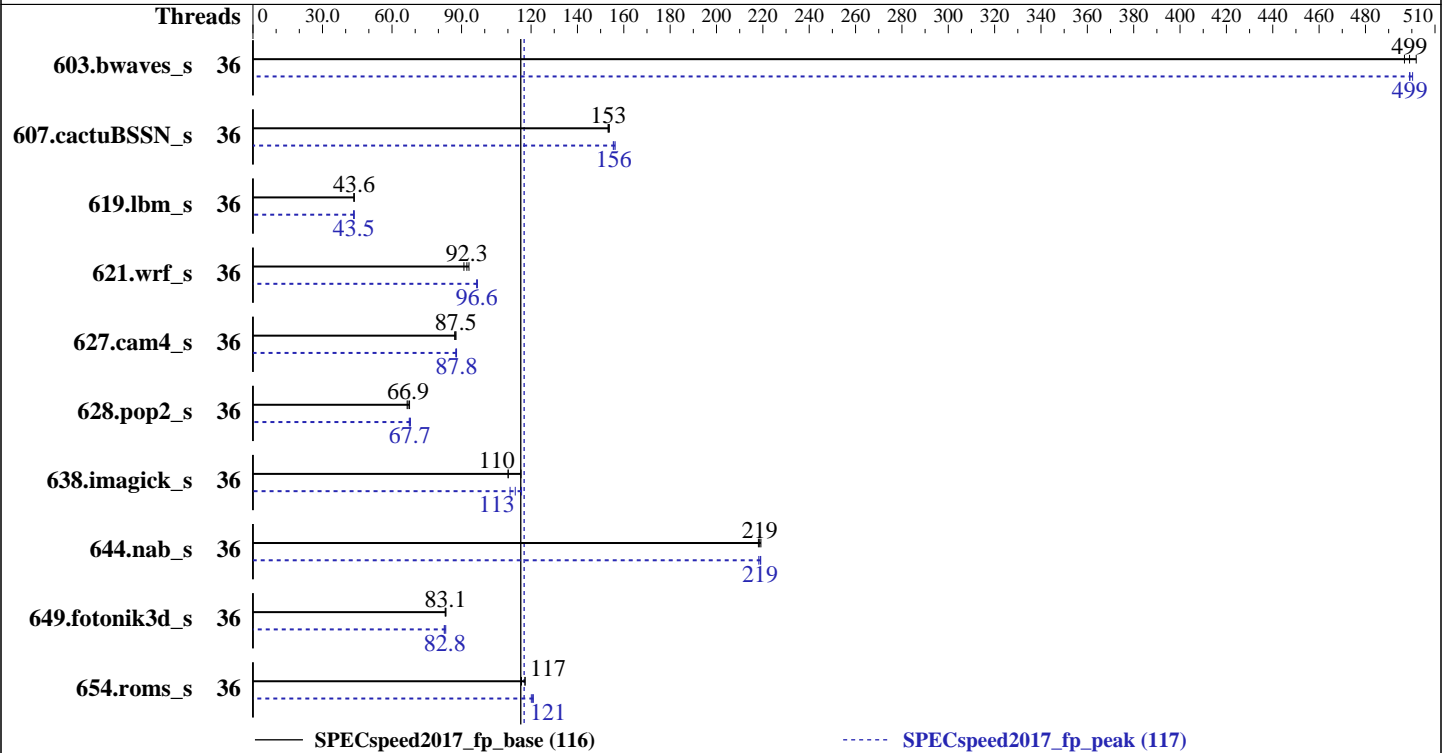 Threads 0 30.0 60.0 90.0 120 140 160 180 200 220 240 260 280 300 320 340 360 380 400 420 440 460 480 510
603.bwaves_s 36 499
499
607.cactuBSSN_s 36 153
156
619.lbm_s 36 43.6
43.5
621.wrf_s 36 92.3
96.6
627.cam4_s 36 87.5
87.8
628.pop2_s 36 66.9
67.7
638.imagick_s 36 110
113
644.nab_s 36 219
219
649.fotonik3d_s 36 83.1
82.8
654.roms_s 36 117
121
SPECspeed2017_fp_base (116) SPECspeed2017_fp_peak (117)